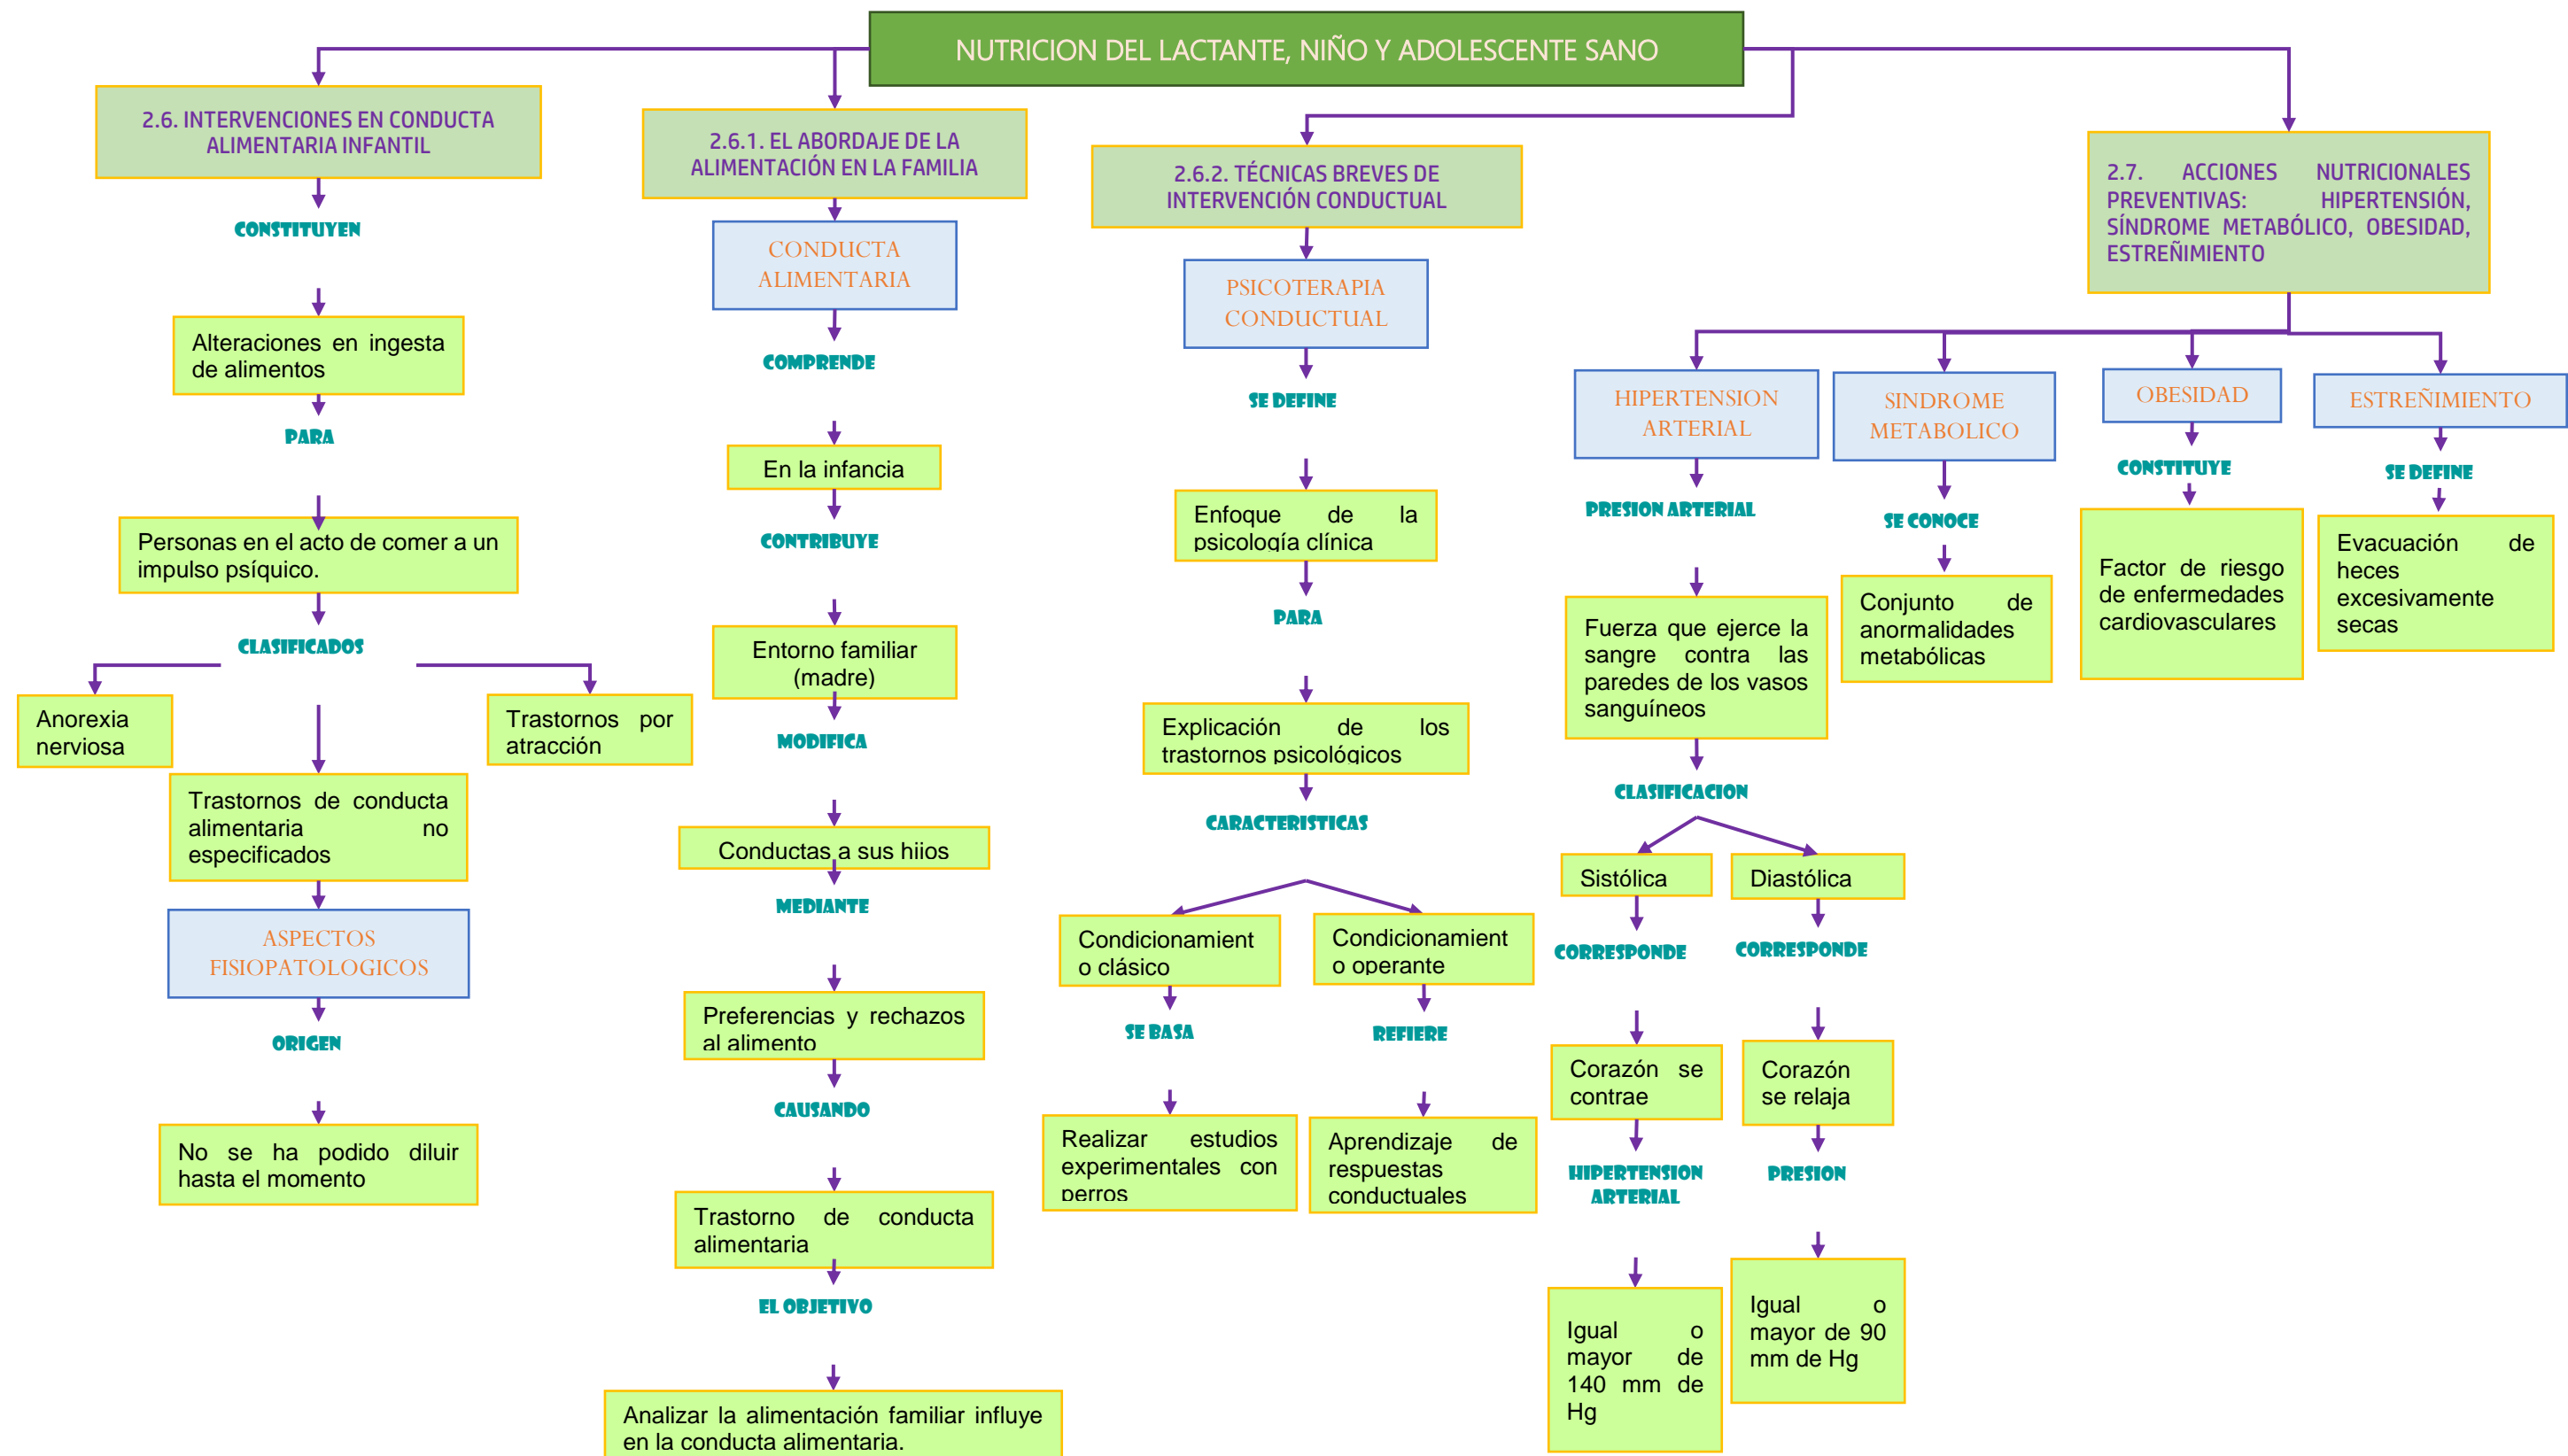 NUTRICION DEL LACTANTE, NIÑO Y ADOLESCENTE SANO
2.6. INTERVENCIONES EN CONDUCTA
ALIMENTARIA INFANTIL
CONSTITUYEN
Alteraciones en ingesta
de alimentos
PARA
Personas en el acto de comer a un
impulso psíquico.
CLASIFICADOS
Anorexia
nerviosa
Trastornos por
atracción
Trastornos de conducta
alimentaria no
especificados
ASPECTOS
FISIOPATOLOGICOS
ORIGEN
No se ha podido diluir
hasta el momento
2.6.1. EL ABORDAJE DE LA
ALIMENTACIÓN EN LA FAMILIA
CONDUCTA
ALIMENTARIA
COMPRENDE
En la infancia
CONTRIBUYE
Entorno familiar
(madre)
MODIFICA
Conductas a sus hijos
MEDIANTE
Preferencias y rechazos
al alimento
CAUSANDO
Trastorno de conducta
alimentaria
EL OBJETIVO
Analizar la alimentación familiar influye
en la conducta alimentaria.
2.6.2. TÉCNICAS BREVES DE
INTERVENCIÓN CONDUCTUAL
PSICOTERAPIA
CONDUCTUAL
SE DEFINE
Enfoque de la
psicología clínica
PARA
Explicación de los
trastornos psicológicos
CARACTERISTICAS
Condicionamient
o clásico
SE BASA
Realizar estudios
experimentales con
perros
Condicionamient
o operante
REFIERE
Aprendizaje de
respuestas
conductuales
2.7. ACCIONES NUTRICIONALES
PREVENTIVAS: HIPERTENSIÓN,
SÍNDROME METABÓLICO, OBESIDAD,
ESTREÑIMIENTO
HIPERTENSION
ARTERIAL
PRESION ARTERIAL
Fuerza que ejerce la
sangre contra las
paredes de los vasos
sanguíneos
CLASIFICACION
Sistólica
CORRESPONDE
Corazón se
contrae
HIPERTENSION
ARTERIAL
Igual o
mayor de
140 mm de
Hg
Diastólica
CORRESPONDE
Corazón
se relaja
PRESION
Igual o
mayor de 90
mm de Hg
SINDROME
METABOLICO
SE CONOCE
Conjunto de
anormalidades
metabólicas
OBESIDAD
CONSTITUYE
Factor de riesgo
de enfermedades
cardiovasculares
ESTREÑIMIENTO
SE DEFINE
Evacuación de
heces
excesivamente
secas